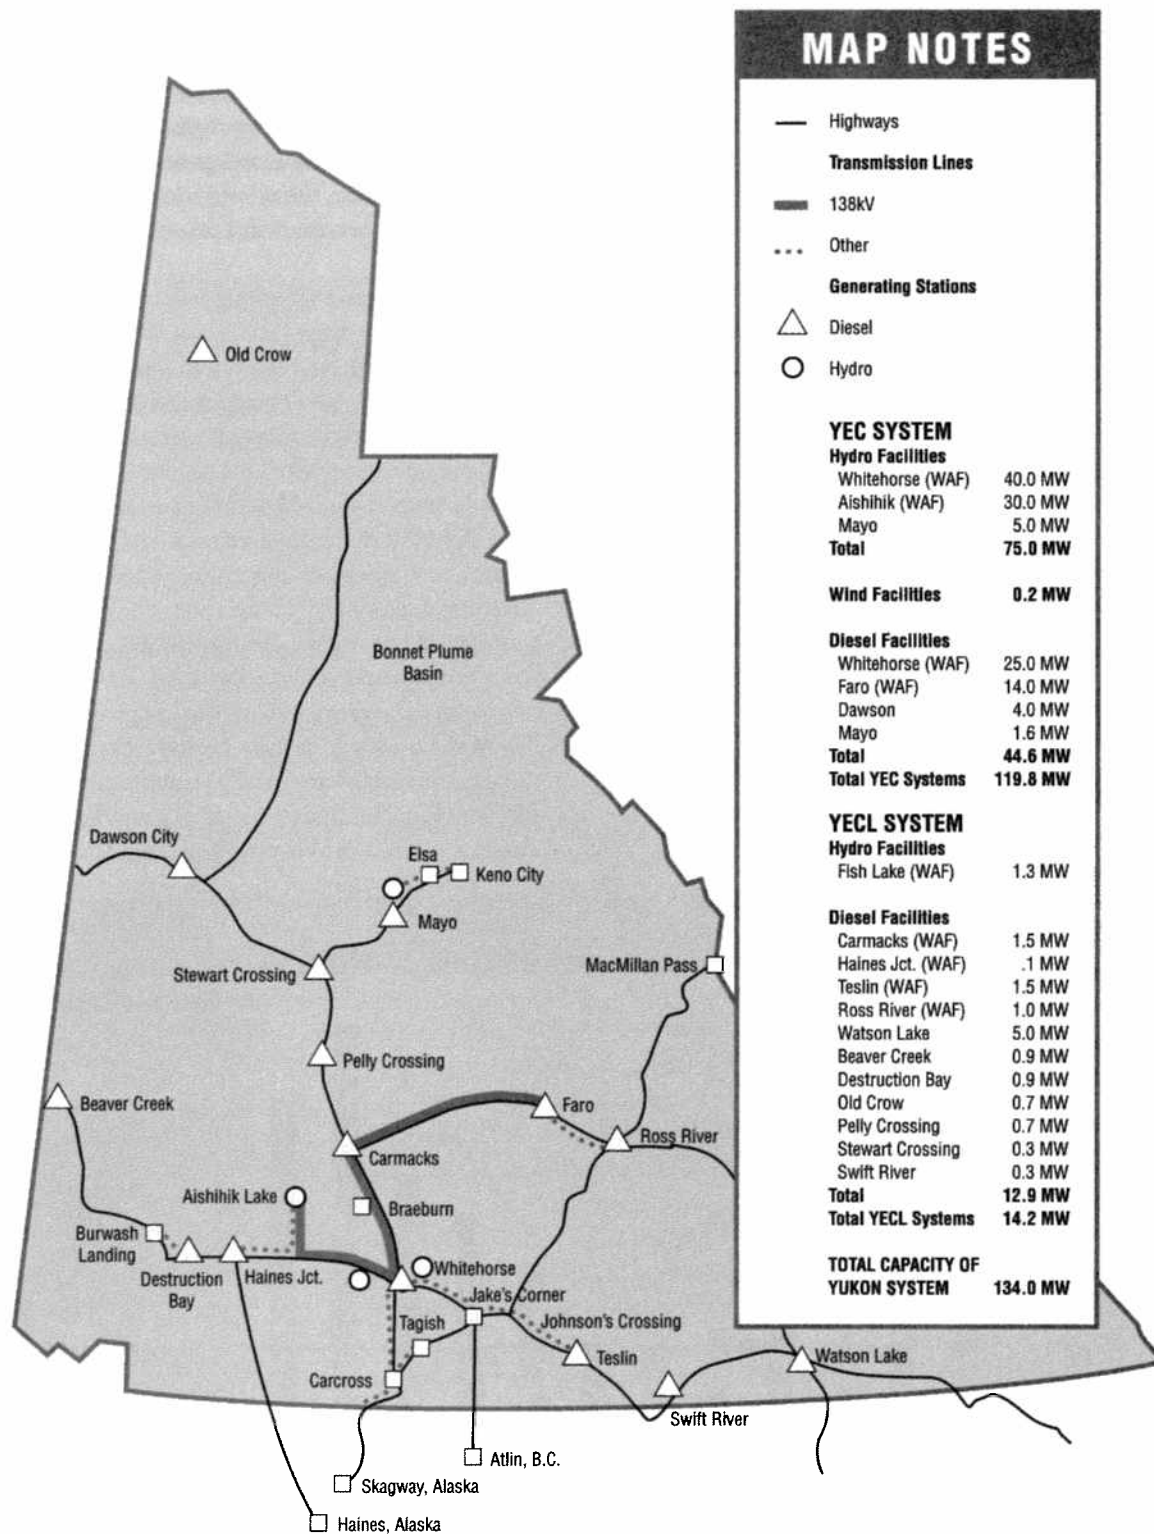 MAP NOTES
Highways
Transmission Lines
138kV
Other
Generating Stations
Diesel
Hydro
YEC SYSTEM
Hydro Facilities
Whitehorse (WAF) 40.0 MW
Aishihik (WAF) 30.0 MW
Mayo 5.0 MW
Total 75.0 MW
Wind Facilities 0.2 MW
Diesel Facilities
Whitehorse (WAF) 25.0 MW
Faro (WAF) 14.0 MW
Dawson 4.0 MW
Mayo 1.6 MW
Total 44.6 MW
Total YEC Systems 119.8 MW
YECL SYSTEM
Hydro Facilities
Fish Lake (WAF) 1.3 MW
Diesel Facilities
Carmacks (WAF) 1.5 MW
Haines Jct. (WAF) .1 MW
Teslin (WAF) 1.5 MW
Ross River (WAF) 1.0 MW
Watson Lake 5.0 MW
Beaver Creek 0.9 MW
Destruction Bay 0.9 MW
Old Crow 0.7 MW
Pelly Crossing 0.7 MW
Stewart Crossing 0.3 MW
Swift River 0.3 MW
Total 12.9 MW
Total YECL Systems 14.2 MW
TOTAL CAPACITY OF
YUKON SYSTEM 134.0 MW
Old Crow
Bonnet Plume
Basin
Dawson City
Elsa
Keno City
Mayo
Stewart Crossing
MacMillan Pass
Pelly Crossing
Beaver Creek
Faro
Ross River
Carmacks
Aishihik Lake
Braeburn
Burwash
Landing
Destruction
Bay
Haines Jct.
Whitehorse
Jake's Corner
Tagish
Johnson's Crossing
Teslin
Watson Lake
Carcross
Swift River
Atlin, B.C.
Skagway, Alaska
Haines, Alaska